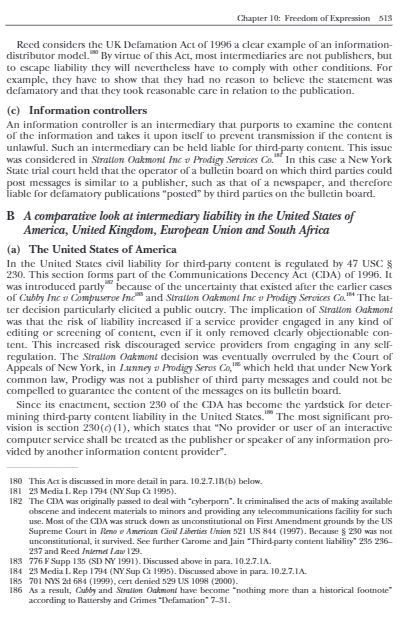 Chapter 10: Freedom of Expression 513
Reed considers the UK Defamation Act of 1996 a clear example of an information-
distributor model.180 By virtue of this Act, most intermediaries are not publishers, but
to escape liability they will nevertheless have to comply with other conditions. For
example, they have to show that they had no reason to believe the statement was
defamatory and that they took reasonable care in relation to the publication.
(c) Information controllers
An information controller is an intermediary that purports to examine the content
of the information and takes it upon itself to prevent transmission if the content is
unlawful. Such an intermediary can be held liable for third-party content. This issue
was considered in Stratton Oakmont Inc v Prodigy Services Co.181 In this case a New York
State trial court held that the operator of a bulletin board on which third parties could
post messages is similar to a publisher, such as that of a newspaper, and therefore
liable for defamatory publications “posted” by third parties on the bulletin board.
B A comparative look at intermediary liability in the United States of
America, United Kingdom, European Union and South Africa
(a) The United States of America
In the United States civil liability for third-party content is regulated by 47 USC §
230. This section forms part of the Communications Decency Act (CDA) of 1996. It
was introduced partly182 because of the uncertainty that existed after the earlier cases
of Cubby Inc v Compuserve Inc183 and Stratton Oakmont Inc v Prodigy Services Co.184 The lat-
ter decision particularly elicited a public outcry. The implication of Stratton Oakmont
was that the risk of liability increased if a service provider engaged in any kind of
editing or screening of content, even if it only removed clearly objectionable con-
tent. This increased risk discouraged service providers from engaging in any self-
regulation. The Stratton Oakmont decision was eventually overruled by the Court of
Appeals of New York, in Lunney v Prodigy Servs Co,185 which held that under New York
common law, Prodigy was not a publisher of third party messages and could not be
compelled to guarantee the content of the messages on its bulletin board.
Since its enactment, section 230 of the CDA has become the yardstick for deter-
mining third-party content liability in the United States.186 The most significant pro-
vision is section 230(c)(1), which states that “No provider or user of an interactive
computer service shall be treated as the publisher or speaker of any information pro-
vided by another information content provider”.
180 This Act is discussed in more detail in para. 10.2.7.1B(b) below.
181 23 Media L Rep 1794 (NY Sup Ct 1995).
182 The CDA was originally passed to deal with “cyberporn”. It criminalised the acts of making available
obscene and indecent materials to minors and providing any telecommunications facility for such
use. Most of the CDA was struck down as unconstitutional on First Amendment grounds by the US
Supreme Court in Reno v American Civil Liberties Union 521 US 844 (1997). Because § 230 was not
unconstitutional, it survived. See further Carome and Jain “Third-party content liability” 235 236–
237 and Reed Internet Law 129.
183 776 F Supp 135 (SD NY 1991). Discussed above in para. 10.2.7.1A.
184 23 Media L Rep 1794 (NY Sup Ct 1995). Discussed above in para. 10.2.7.1A.
185 701 NYS 2d 684 (1999), cert denied 529 US 1098 (2000).
186 As a result, Cubby and Stratton Oakmont have become “nothing more than a historical footnote”
according to Battersby and Grimes “Defamation” 7–31.